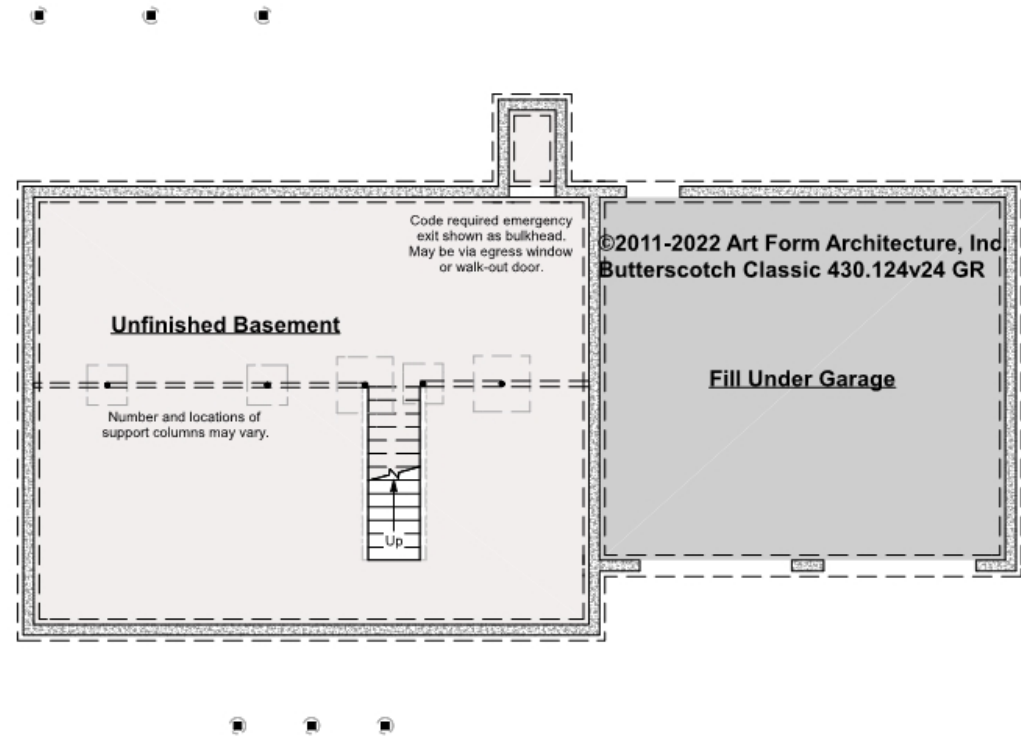 Code required emergency
exit shown as bulkhead.
May be via egress window
or walk-out door.
©2011-2022 Art Form Architecture, Inc.
Butterscotch Classic 430.124v24 GR
Unfinished Basement
Fill Under Garage
Number and locations of
support columns may vary.
Up